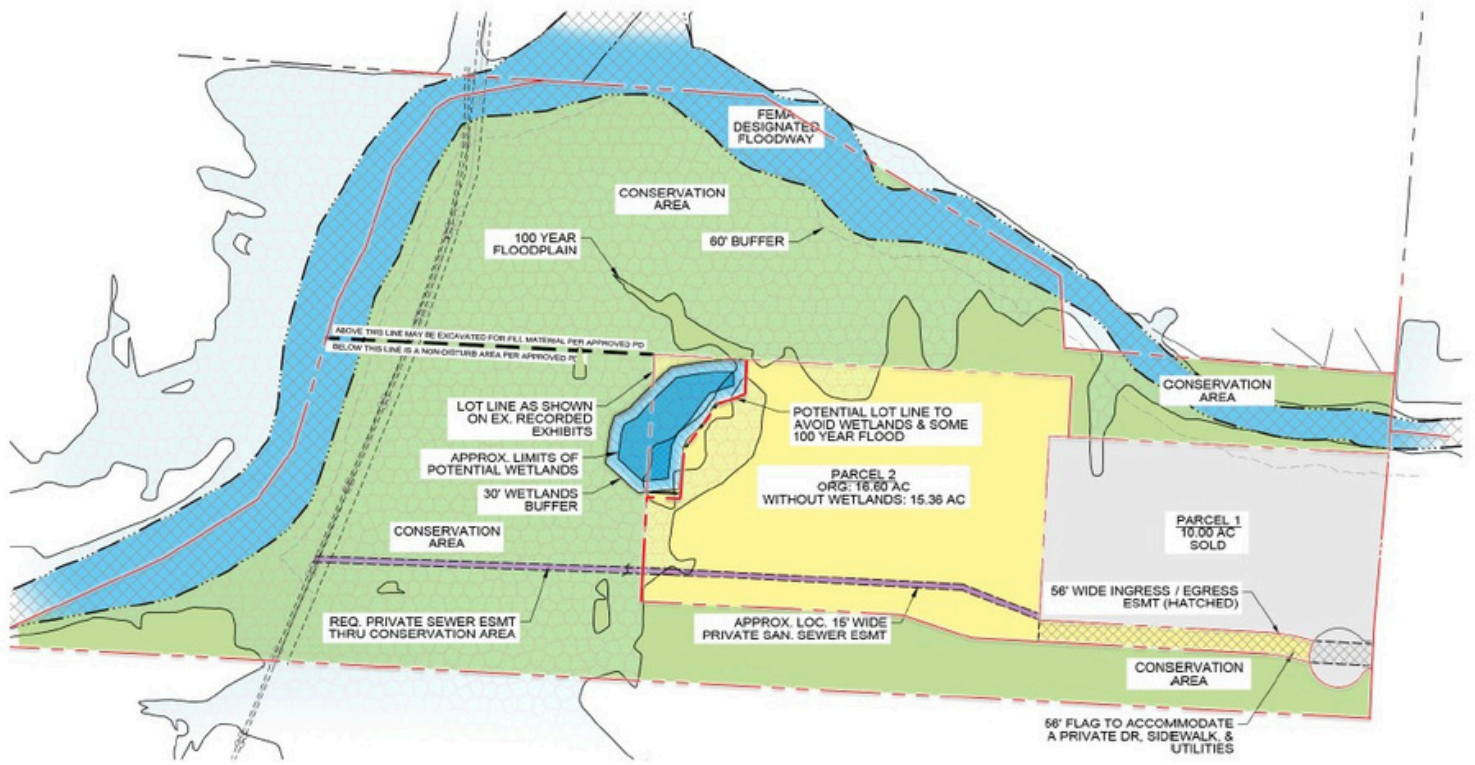 FEMA
DESIGNATED
FLOODWAY
CONSERVATION
AREA
100 YEAR
FLOODPLAIN
60' BUFFER
ABOVE THIS LINE MAY BE EXCAVATED FOR FILL MATERIAL PER APPROVED PD
BELOW THIS LINE IS A NON-DISTURB AREA PER APPROVED
LOT LINE AS SHOWN
ON EX. RECORDED
EXHIBITS
APPROX. LIMITS OF
POTENTIAL WETLANDS
30' WETLANDS
BUFFER
POTENTIAL LOT LINE TO
AVOID WETLANDS & SOME
100 YEAR FLOOD
CONSERVATION
AREA
PARCEL 2
ORG: 16.60 AC
WITHOUT WETLANDS: 15.36 AC
PARCEL 1
10.00 AC
SOLD
CONSERVATION
AREA
REQ. PRIVATE SEWER ESMT
THRU CONSERVATION AREA
APPROX. LOC. 15' WIDE
PRIVATE SAN. SEWER ESMT
56' WIDE INGRESS / EGRESS
ESMT (HATCHED)
CONSERVATION
AREA
56' FLAG TO ACCOMMODATE
A PRIVATE DR, SIDEWALK, &
UTILITIES